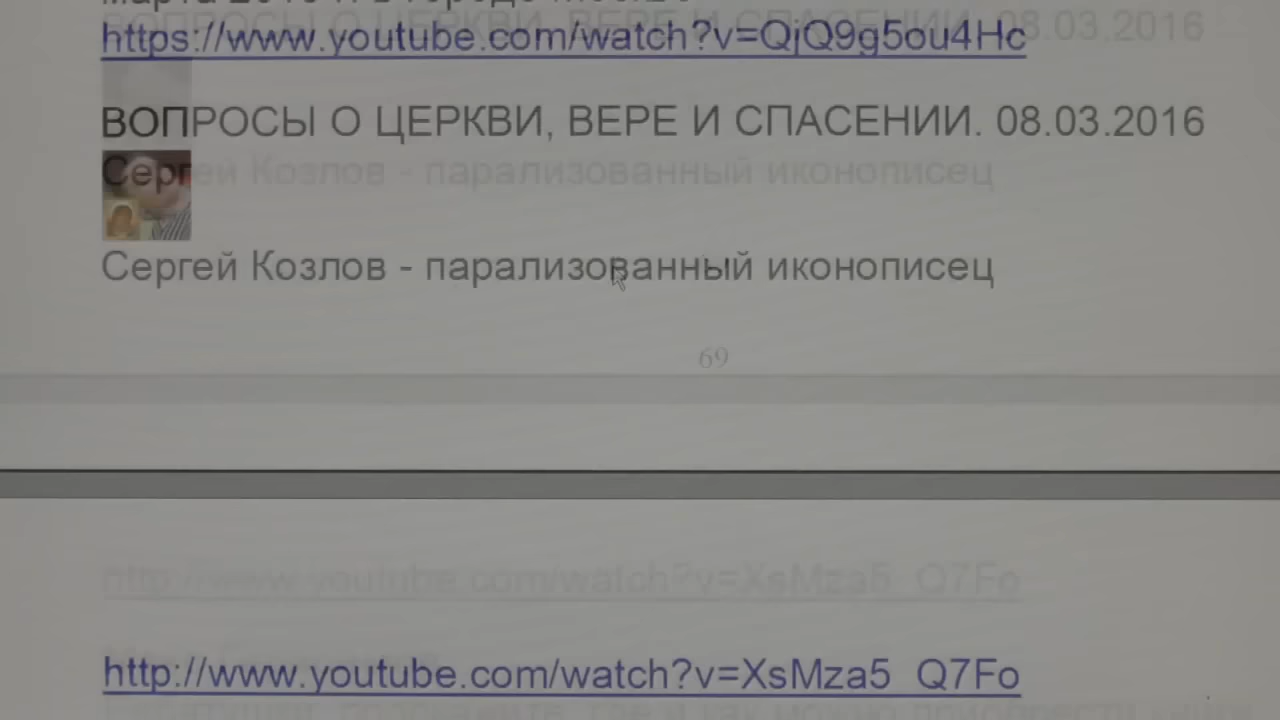 https://www.youtube.com/watch?v=QjQ9g5ou4Hc
ВОПРОСЫ О ЦЕРКВИ, ВЕРЕ И СПАСЕНИИ. 08.03.2016
Сергей Козлов - парализованный иконописец
69
http://www.youtube.com/watch?v=XsMza5_Q7Fo